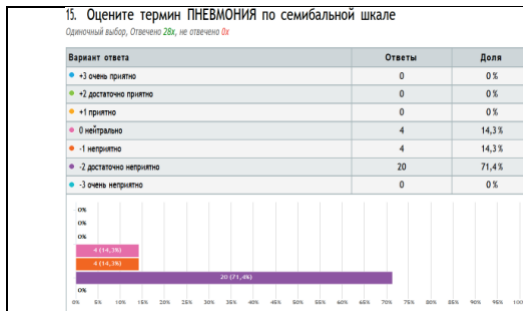 15. Оцените термин ПНЕВМОНИЯ по семибальной шкале
Одиночный выбор, Отвечено 28x, не отвечено 0x
Вариант ответа Ответы Доля
+3 очень приятно 0 0%
+2 достаточно приятно 0 0%
+1 приятно 0 0%
0 нейтрально 4 14,3%
-1 неприятно 4 14,3%
-2 достаточно неприятно 20 71,4%
-3 очень неприятно 0 0%
0%
0%
0%
4 (14,3%)
4 (14,3%)
20 (71,4%)
0%
0% 5% 10% 15% 20% 25% 30% 35% 40% 45% 50% 55% 60% 65% 70% 75% 80% 85% 90% 95% 100